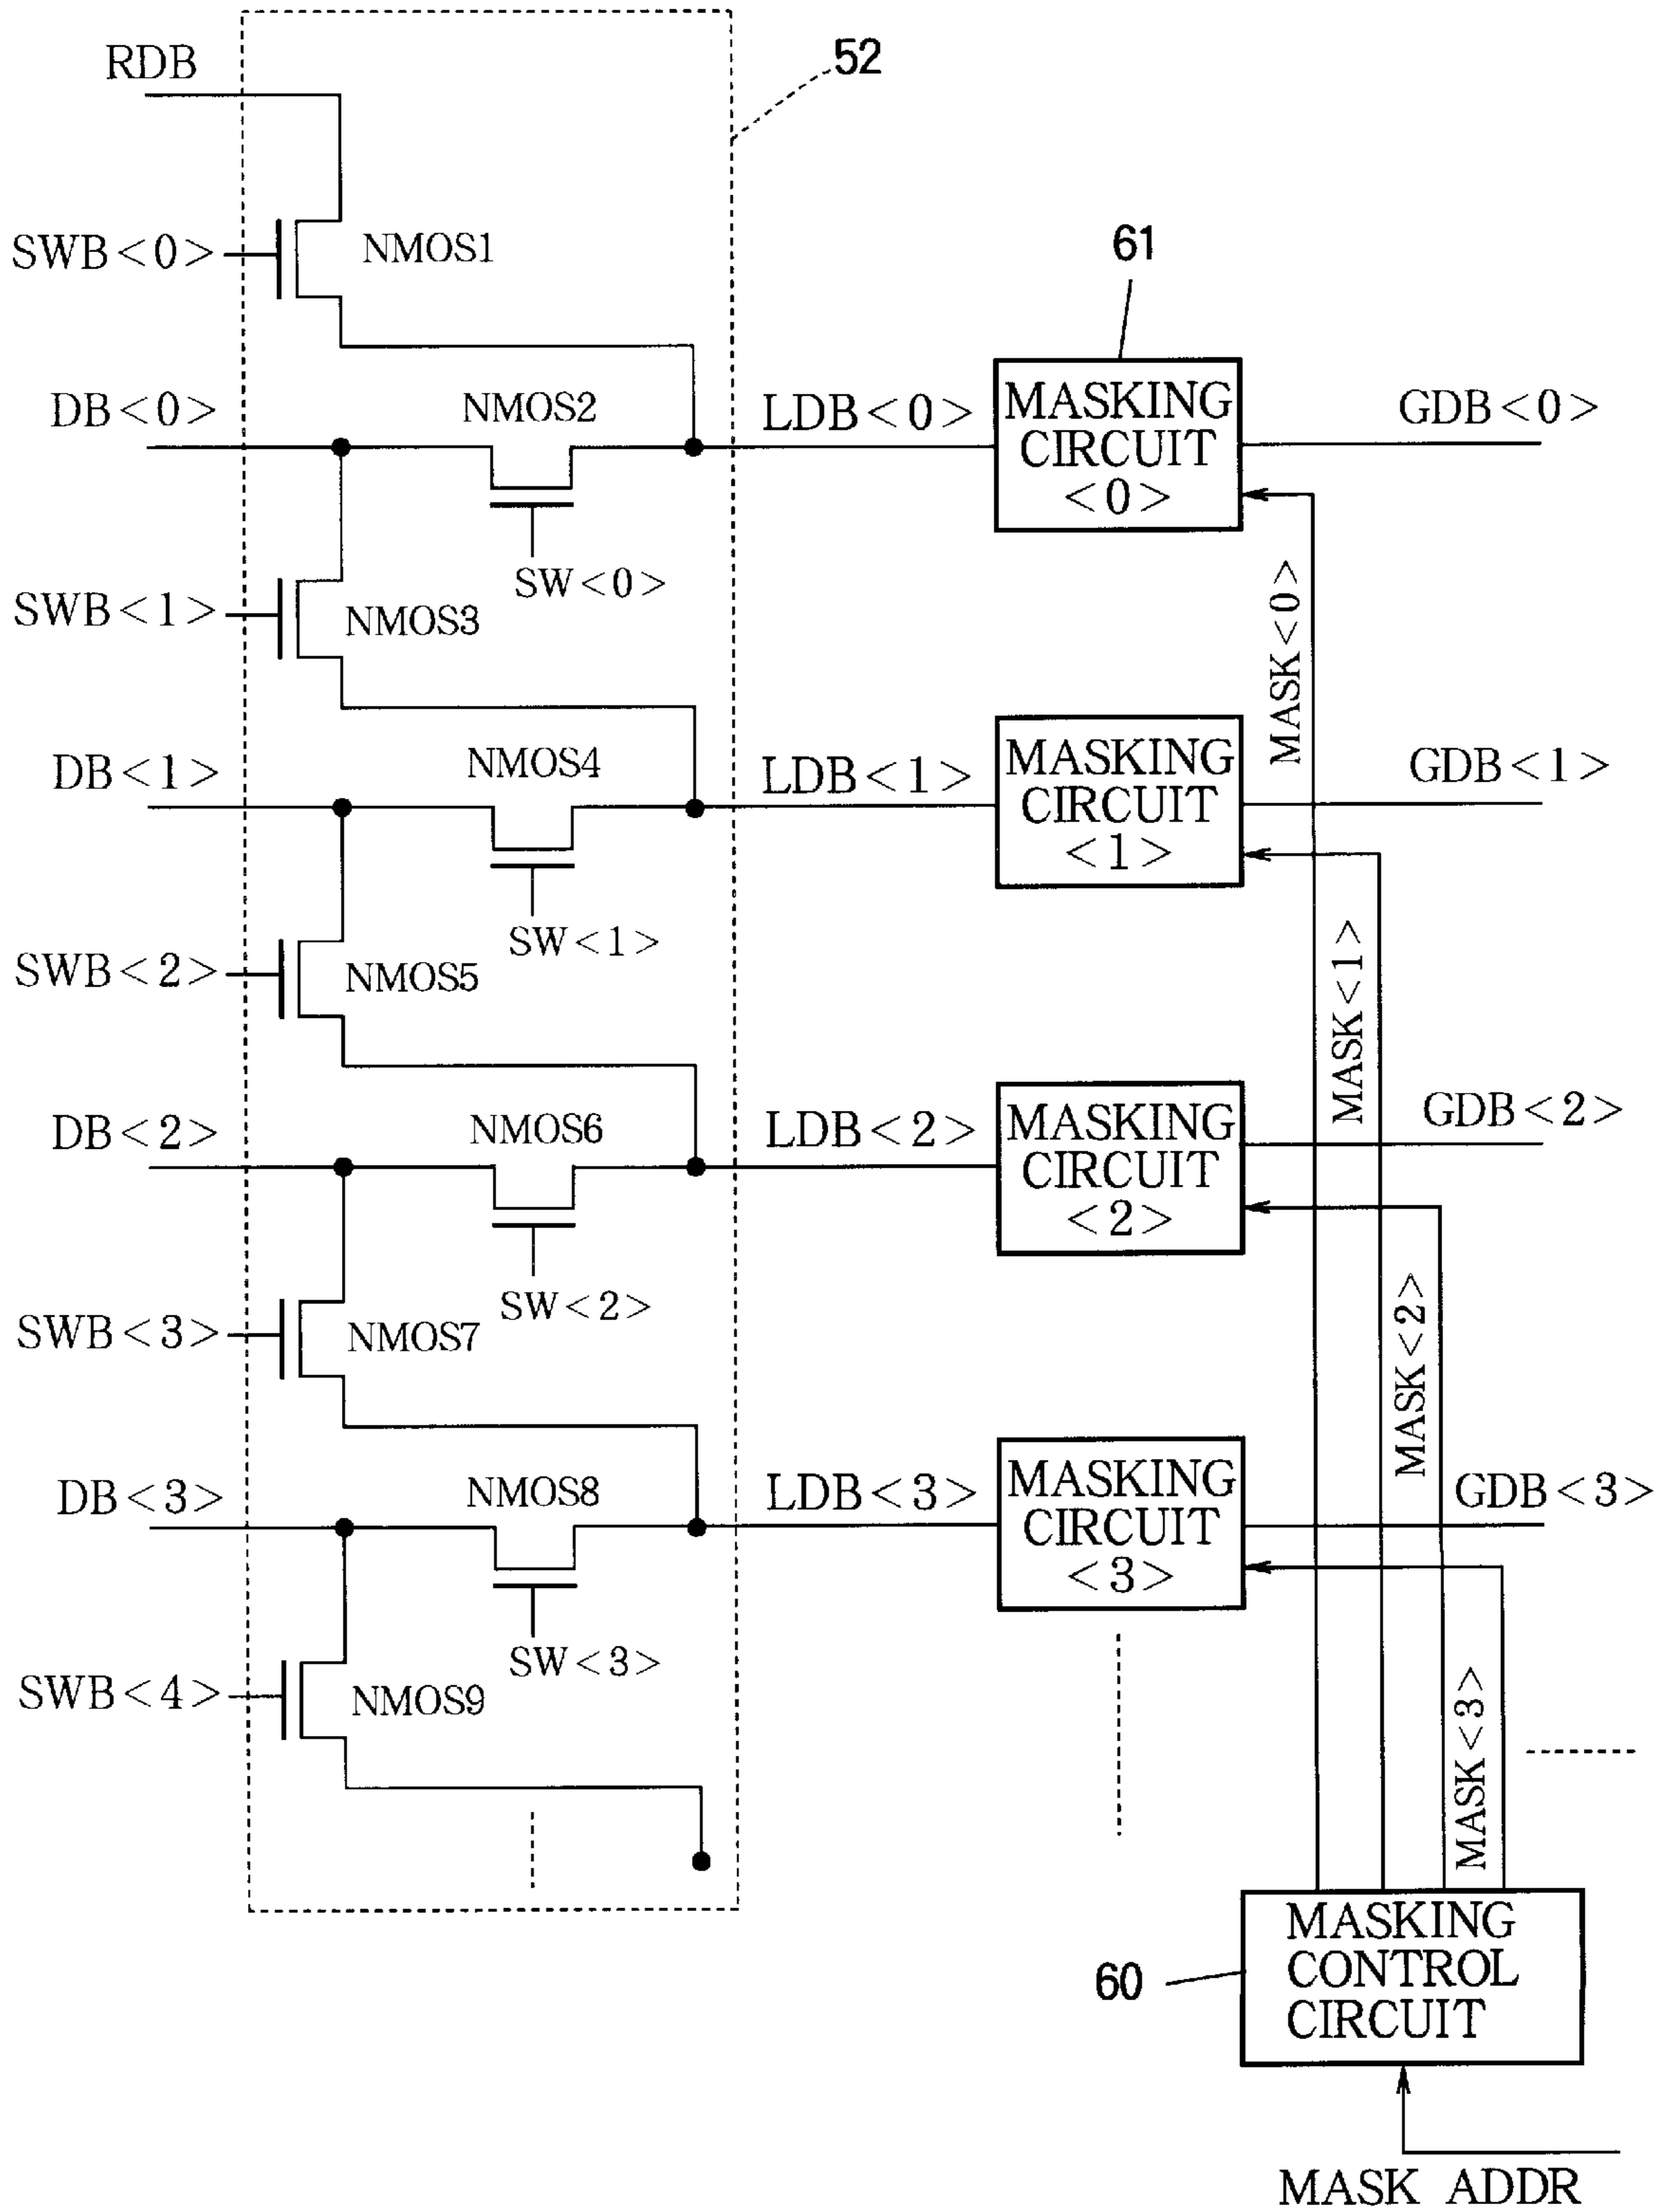 RDB
52
SWB<0>
NMOS1
61
DB<0>
NMOS2
LDB<0>
MASKING
CIRCUIT
<0>
GDB<0>
SW<0>
SWB<1>
NMOS3
MASK<0>
DB<1>
NMOS4
LDB<1>
MASKING
CIRCUIT
<1>
GDB<1>
SW<1>
SWB<2>
NMOS5
MASK<1>
DB<2>
NMOS6
LDB<2>
MASKING
CIRCUIT
<2>
GDB<2>
SW<2>
SWB<3>
NMOS7
MASK<2>
DB<3>
NMOS8
LDB<3>
MASKING
CIRCUIT
<3>
GDB<3>
SW<3>
SWB<4>
NMOS9
MASK<3>
60
MASKING
CONTROL
CIRCUIT
MASK ADDR